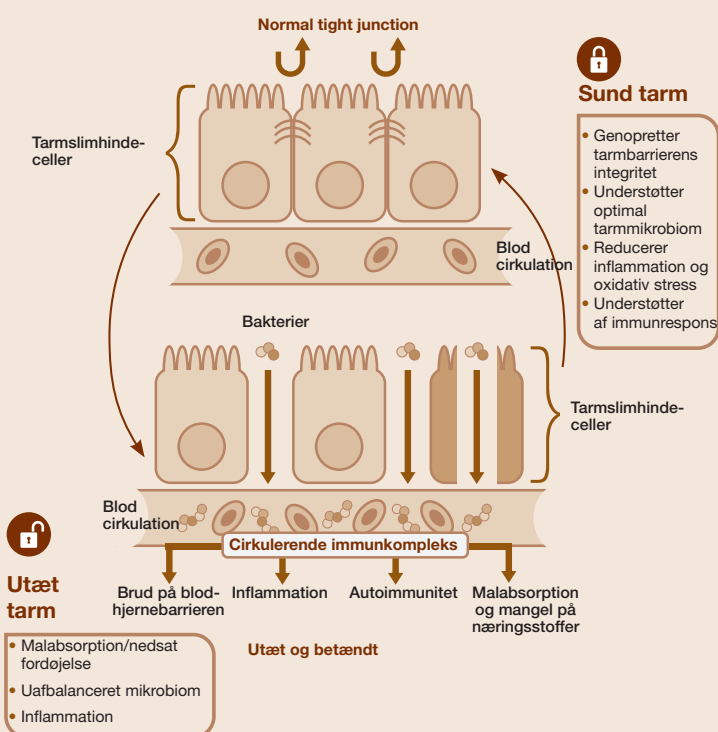 Normal tight junction
Sund tarm
Tarmslimhinde-
celler
• Genopretter
tarmbarrierens
integritet
• Understøtter
optimal
tarmmikrobiom
• Reducerer
inflammation og
oxidativ stress
• Understøtter
af immunrespons
Blod
cirkulation
Bakterier
Tarmslimhinde-
celler
Blod
cirkulation
Cirkulerende immunkompleks
Utæt
tarm
Brud på blod-
hjernebarrieren
Inflammation
Autoimmunitet
Malabsorption
og mangel på
næringsstoffer
Utæt og betændt
• Malabsorption/nedsat
fordøjelse
• Uafbalanceret mikrobiom
• Inflammation